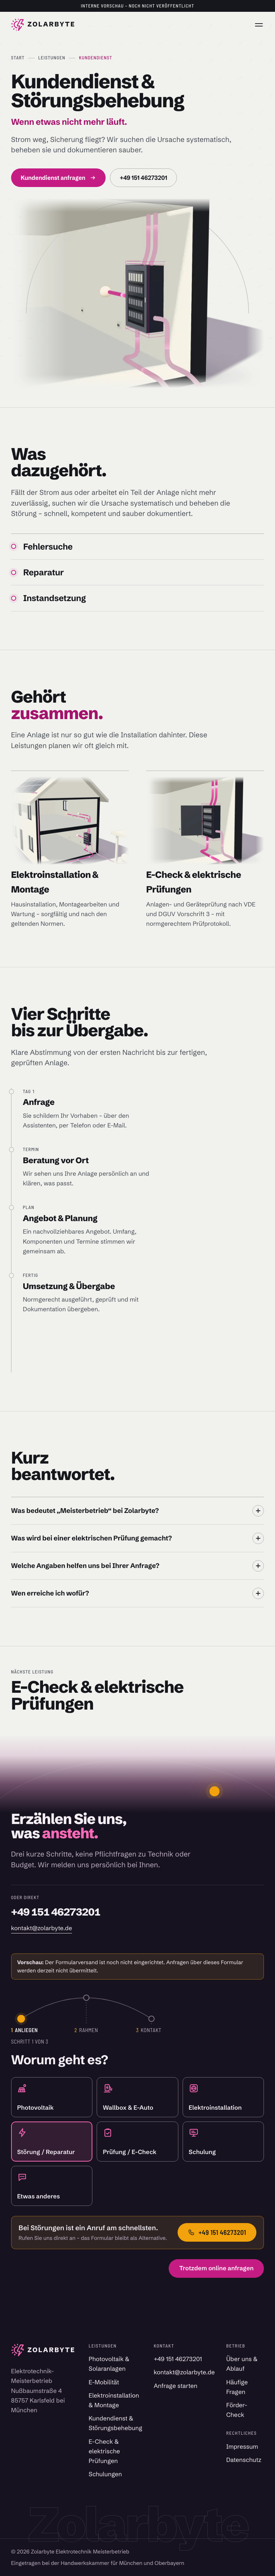 INTERNE VORSCHAU – NOCH NICHT VERÖFFENTLICHT
ZOLARBYTE
START — LEISTUNGEN — KUNDENDIENST
Kundendienst &
Störungsbehebung
Wenn etwas nicht mehr läuft.
Strom weg, Sicherung fliegt? Wir suchen die Ursache systematisch,
beheben sie und dokumentieren sauber.
Kundendienst anfragen →
+49 151 46273201
Was
dazugehört.
Fällt der Strom aus oder arbeitet ein Teil der Anlage nicht mehr
zuverlässig, suchen wir die Ursache systematisch und beheben die
Störung – schnell, kompetent und sauber dokumentiert.
Fehlersuche
Reparatur
Instandsetzung
Gehört
zusammen.
Eine Anlage ist nur so gut wie die Installation dahinter. Diese
Leistungen planen wir oft gleich mit.
Elektroinstallation &
Montage
Hausinstallation, Montagearbeiten und
Wartung – sorgfältig und nach den
geltenden Normen.
E-Check & elektrische
Prüfungen
Anlagen- und Geräteprüfung nach VDE
und DGUV Vorschrift 3 – mit
normgerechtem Prüfprotokoll.
Vier Schritte
bis zur Übergabe.
Klare Abstimmung von der ersten Nachricht bis zur fertigen,
geprüften Anlage.
TAG 1
Anfrage
Sie schildern Ihr Vorhaben – über den
Assistenten, per Telefon oder E-Mail.
TERMIN
Beratung vor Ort
Wir sehen uns Ihre Anlage persönlich an und
klären, was passt.
PLAN
Angebot & Planung
Ein nachvollziehbares Angebot. Umfang,
Komponenten und Termine stimmen wir
gemeinsam ab.
FERTIG
Umsetzung & Übergabe
Normgerecht ausgeführt, geprüft und mit
Dokumentation übergeben.
Kurz
beantwortet.
Was bedeutet „Meisterbetrieb“ bei Zolarbyte?
Was wird bei einer elektrischen Prüfung gemacht?
Welche Angaben helfen uns bei Ihrer Anfrage?
Wen erreiche ich wofür?
NÄCHSTE LEISTUNG
E-Check & elektrische
Prüfungen
Erzählen Sie uns,
was ansteht.
Drei kurze Schritte, keine Pflichtfragen zu Technik oder
Budget. Wir melden uns persönlich bei Ihnen.
ODER DIREKT
+49 151 46273201
kontakt@zolarbyte.de
Vorschau: Der Formularversand ist noch nicht eingerichtet. Anfragen über dieses Formular
werden derzeit nicht übermittelt.
1 ANLIEGEN
2 RAHMEN
3 KONTAKT
SCHRITT 1 VON 3
Worum geht es?
Photovoltaik
Wallbox & E-Auto
Elektroinstallation
Störung / Reparatur
Prüfung / E-Check
Schulung
Etwas anderes
Bei Störungen ist ein Anruf am schnellsten.
Rufen Sie uns direkt an – das Formular bleibt als Alternative.
+49 151 46273201
Trotzdem online anfragen
ZOLARBYTE
Elektrotechnik-
Meisterbetrieb
Nußbaumstraße 4
85757 Karlsfeld bei
München
LEISTUNGEN
Photovoltaik &
Solaranlagen
E-Mobilität
Elektroinstallation
& Montage
Kundendienst &
Störungsbehebung
E-Check &
elektrische
Prüfungen
Schulungen
KONTAKT
+49 151 46273201
kontakt@zolarbyte.de
Anfrage starten
BETRIEB
Über uns &
Ablauf
Häufige
Fragen
Förder-
Check
RECHTLICHES
Impressum
Datenschutz
Zolarbyte
© 2026 Zolarbyte Elektrotechnik Meisterbetrieb
Eingetragen bei der Handwerkskammer für München und Oberbayern